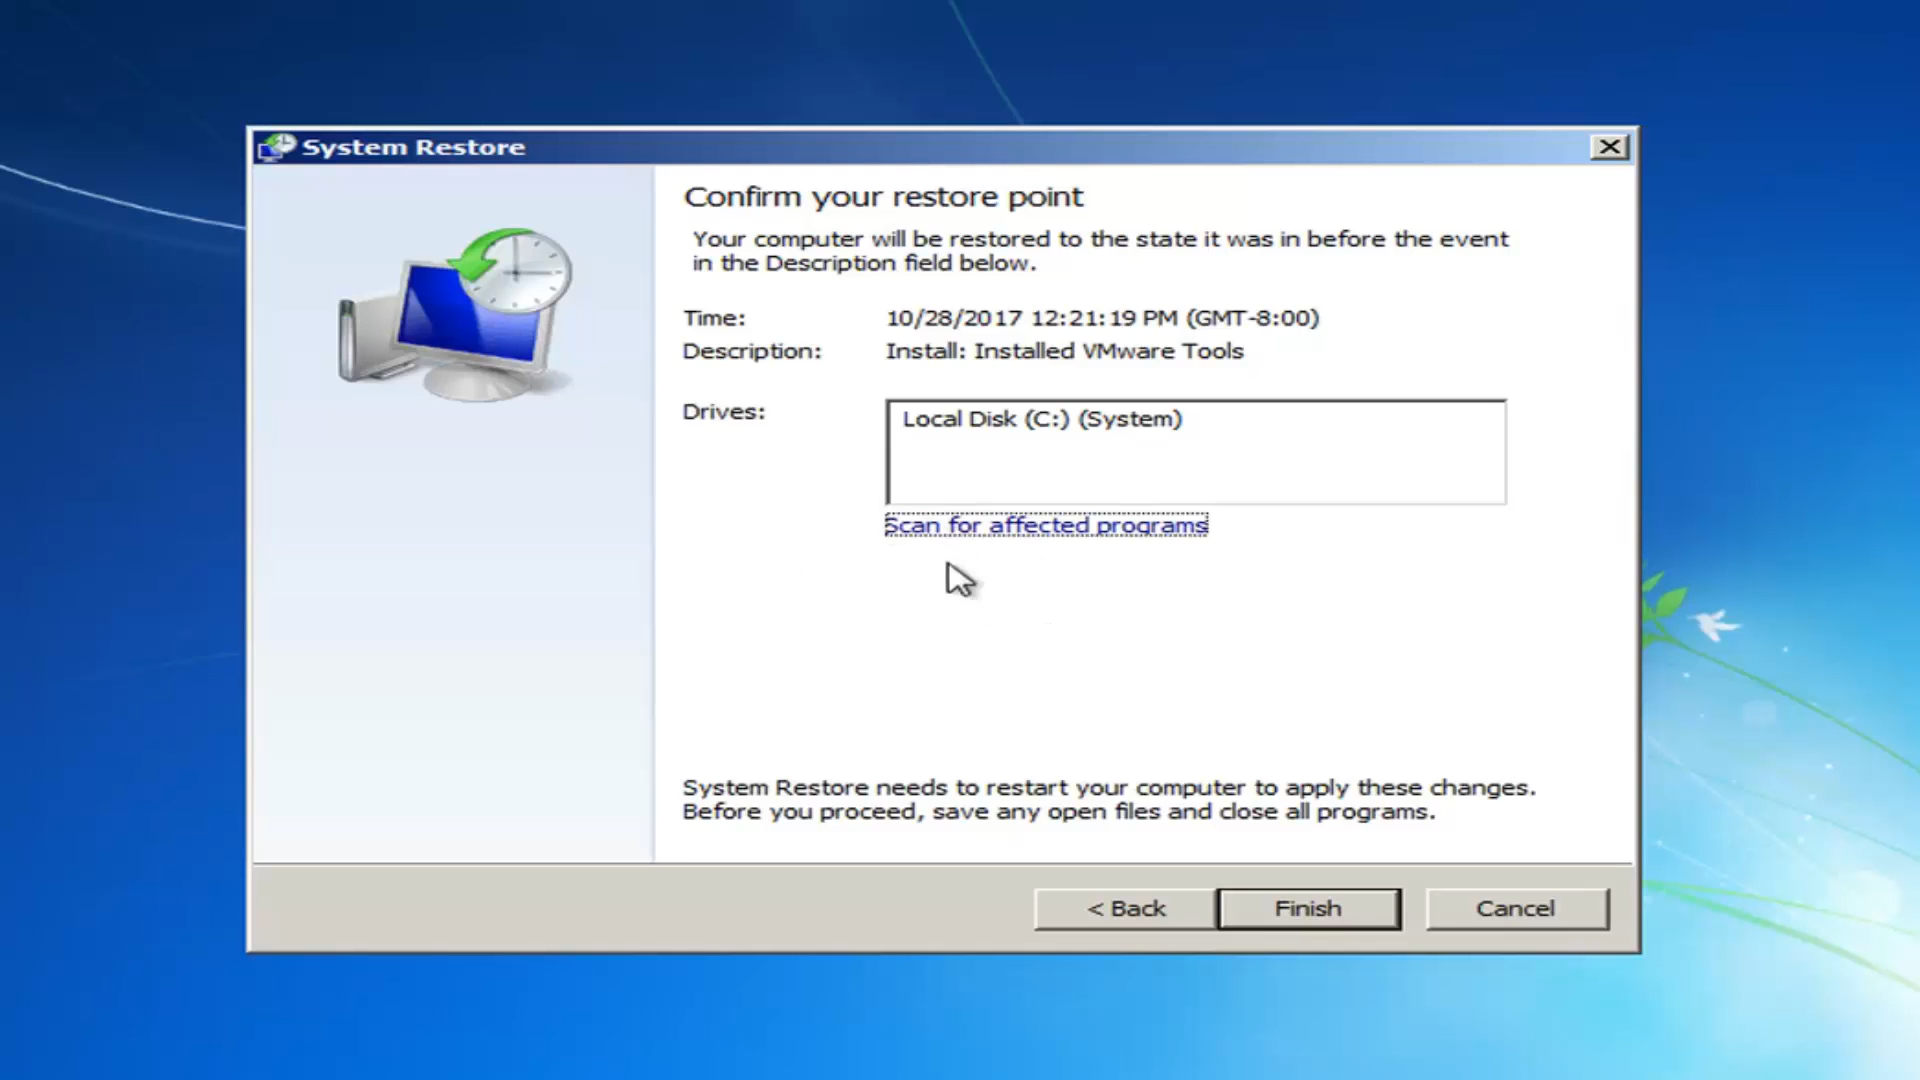 System Restore
Confirm your restore point
Your computer will be restored to the state it was in before the event
in the Description field below.
Time: 10/28/2017 12:21:19 PM (GMT-8:00)
Description: Install: Installed VMware Tools
Drives: Local Disk (C:) (System)
Scan for affected programs
System Restore needs to restart your computer to apply these changes.
Before you proceed, save any open files and close all programs.
< Back Finish Cancel